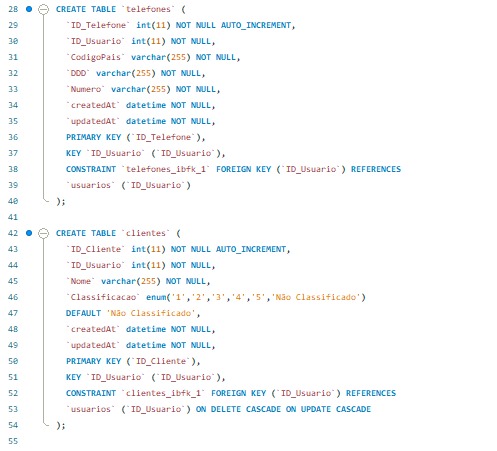 28 CREATE TABLE `telefones` (
29 `ID_Telefone` int(11) NOT NULL AUTO_INCREMENT,
30 `ID_Usuario` int(11) NOT NULL,
31 `CodigoPais` varchar(255) NOT NULL,
32 `DDD` varchar(255) NOT NULL,
33 `Numero` varchar(255) NOT NULL,
34 `createdAt` datetime NOT NULL,
35 `updatedAt` datetime NOT NULL,
36 PRIMARY KEY (`ID_Telefone`),
37 KEY `ID_Usuario` (`ID_Usuario`),
38 CONSTRAINT `telefones_ibfk_1` FOREIGN KEY (`ID_Usuario`) REFERENCES
39 `usuarios` (`ID_Usuario`)
40 );
41
42 CREATE TABLE `clientes` (
43 `ID_Cliente` int(11) NOT NULL AUTO_INCREMENT,
44 `ID_Usuario` int(11) NOT NULL,
45 `Nome` varchar(255) NOT NULL,
46 `Classificacao` enum('1','2','3','4','5','Não Classificado')
47 DEFAULT 'Não Classificado',
48 `createdAt` datetime NOT NULL,
49 `updatedAt` datetime NOT NULL,
50 PRIMARY KEY (`ID_Cliente`),
51 KEY `ID_Usuario` (`ID_Usuario`),
52 CONSTRAINT `clientes_ibfk_1` FOREIGN KEY (`ID_Usuario`) REFERENCES
53 `usuarios` (`ID_Usuario`) ON DELETE CASCADE ON UPDATE CASCADE
54 );
55